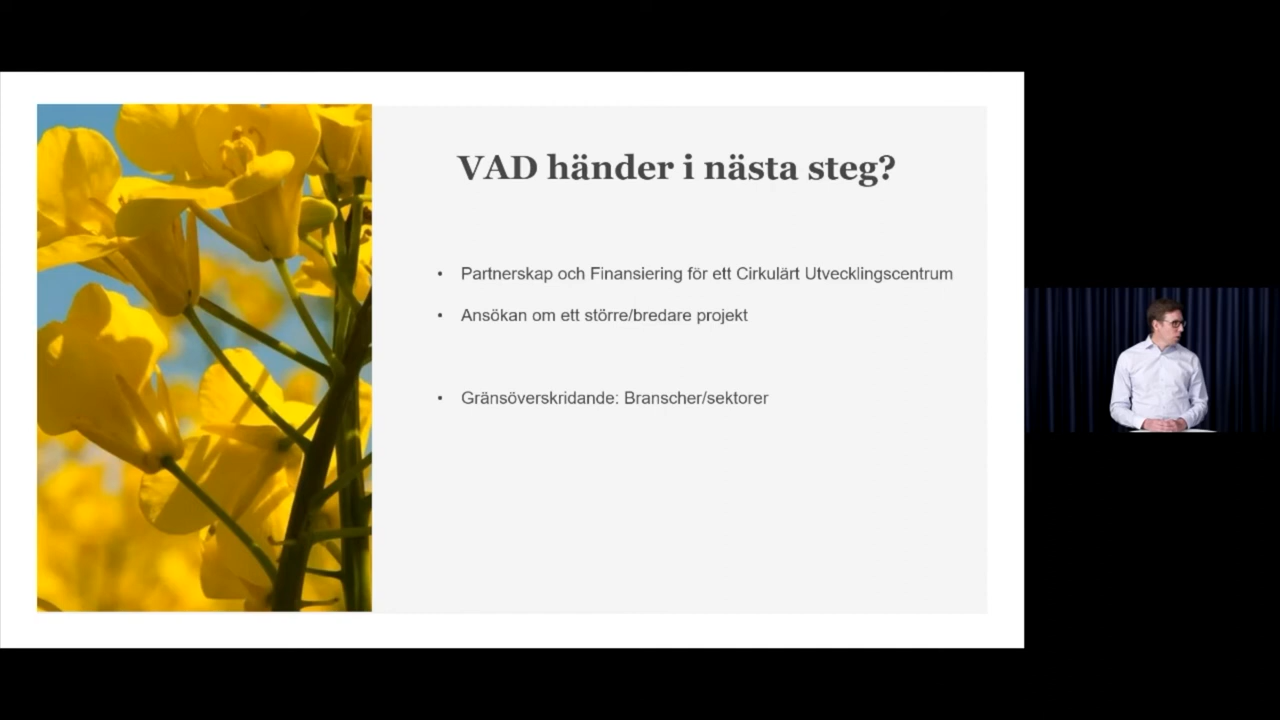 VAD händer i nästa steg?
• Partnerskap och Finansiering för ett Cirkulärt Utvecklingscentrum
• Ansökan om ett större/bredare projekt
• Gränsöverskridande: Branscher/sektorer